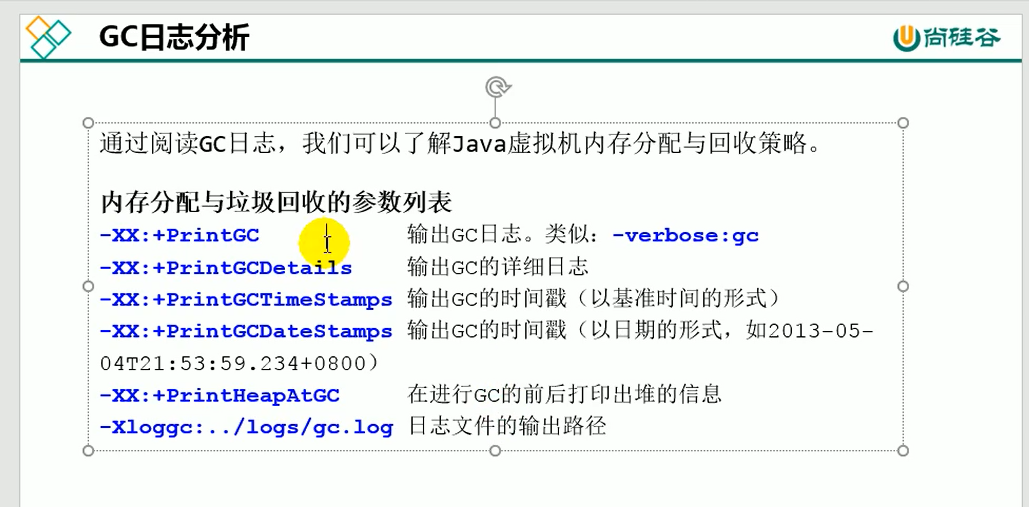 GC日志分析
尚硅谷
通过阅读GC日志，我们可以了解Java虚拟机内存分配与回收策略。
内存分配与垃圾回收的参数列表
-XX:+PrintGC 输出GC日志。类似：-verbose:gc
-XX:+PrintGCDetails 输出GC的详细日志
-XX:+PrintGCTimeStamps 输出GC的时间戳（以基准时间的形式）
-XX:+PrintGCDateStamps 输出GC的时间戳（以日期的形式，如2013-05-
04T21:53:59.234+0800）
-XX:+PrintHeapAtGC 在进行GC的前后打印出堆的信息
-Xloggc:../logs/gc.log 日志文件的输出路径